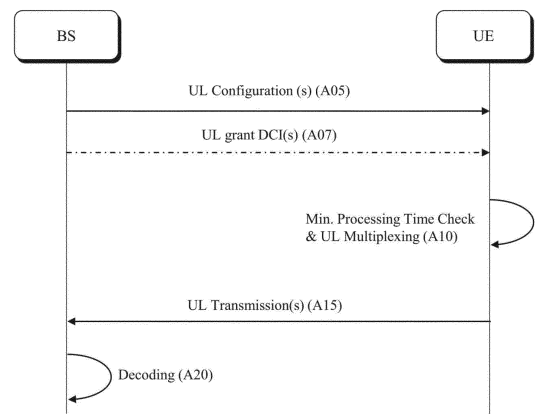 BS
UE
UL Configuration (s) (A05)
UL grant DCI(s) (A07)
Min. Processing Time Check
& UL Multiplexing (A10)
UL Transmission(s) (A15)
Decoding (A20)